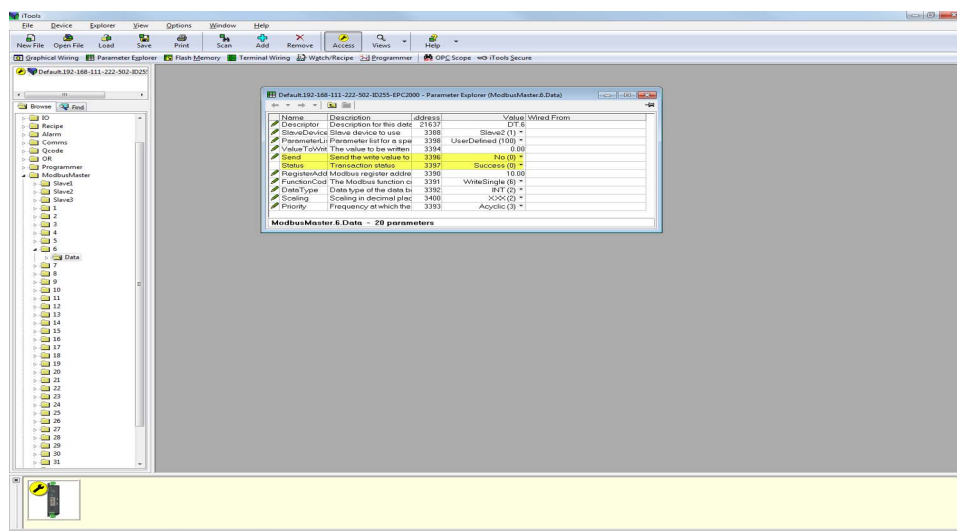 iTools
File Device Explorer View Options Window Help
New File Open File Load Save Print Scan Add Remove Access Views Help
Graphical Wiring Parameter Explorer Flash Memory Terminal Wiring Watch/Recipe Programmer OPC Scope iTools Secure
Default.192-168-111-222-502-ID25
Browse Find
IO
Recipe
Alarm
Comms
Qcode
OR
Programmer
ModbusMaster
Slave1
Slave2
Slave3
1
2
3
4
5
6
Data
7
8
9
10
11
12
13
14
15
16
17
18
19
20
21
22
23
24
25
26
27
28
29
30
31
Default.192-168-111-222-502-ID255-EPC2000 - Parameter Explorer (ModbusMaster.6.Data)
Name Description ddress Value Wired From
Descriptor Description for this data 21637 DT.6
SlaveDevice Slave device to use 3388 Slave2 (1)
ParameterLi Parameter list for a spe 3398 UserDefined (100)
ValueToWrit The value to be written 3394 0.00
Send Send the write value to 3396 No (0)
Status Transaction status 3397 Success (0)
RegisterAdd Modbus register addre 3390 10.00
FunctionCod The Modbus function c 3391 WriteSingle (6)
DataType Data type of the data b 3392 INT (2)
Scaling Scaling in decimal plac 3400 X.XX (2)
Priority Frequency at which the 3393 Acyclic (3)
ModbusMaster.6.Data - 20 parameters